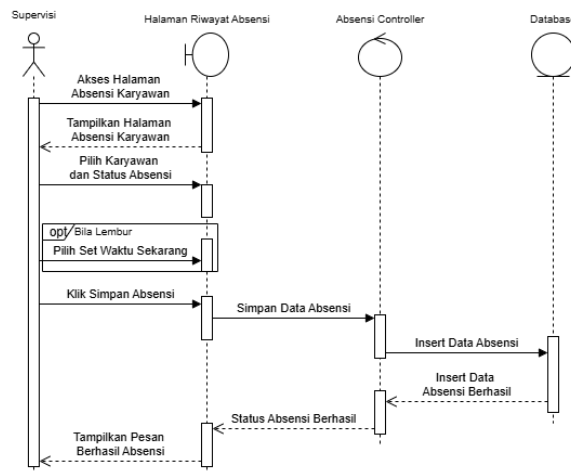 Supervisi
Halaman Riwayat Absensi
Absensi Controller
Database
Akses Halaman
Absensi Karyawan
Tampilkan Halaman
Absensi Karyawan
Pilih Karyawan
dan Status Absensi
opt
Bila Lembur
Pilih Set Waktu Sekarang
Klik Simpan Absensi
Simpan Data Absensi
Insert Data Absensi
Insert Data
Absensi Berhasil
Status Absensi Berhasil
Tampilkan Pesan
Berhasil Absensi